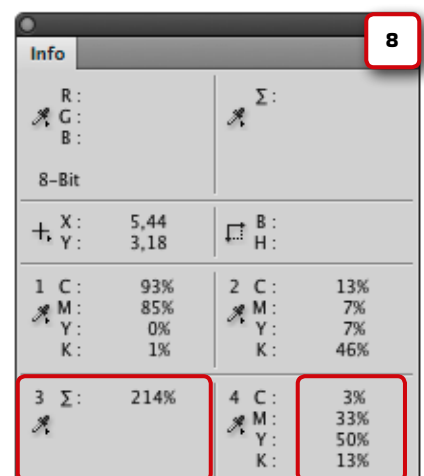 8
Info
R :
G :
B :
8-Bit
Σ :
X : 5,44
Y : 3,18
B :
H :
1 C : 93%
M : 85%
Y : 0%
K : 1%
2 C : 13%
M : 7%
Y : 7%
K : 46%
3 Σ : 214%
4 C : 3%
M : 33%
Y : 50%
K : 13%